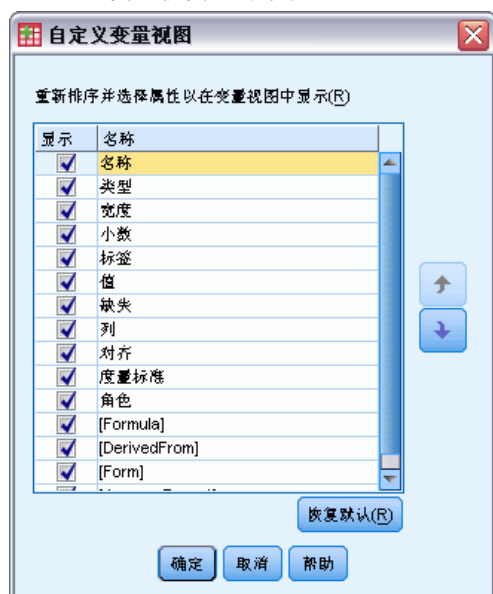 自定义变量视图
重新排序并选择属性以在变量视图中显示(R)
显示 名称
名称
类型
宽度
小数
标签
值
缺失
列
对齐
度量标准
角色
[Formula]
[DerivedFrom]
[Form]
恢复默认(R)
确定 取消 帮助